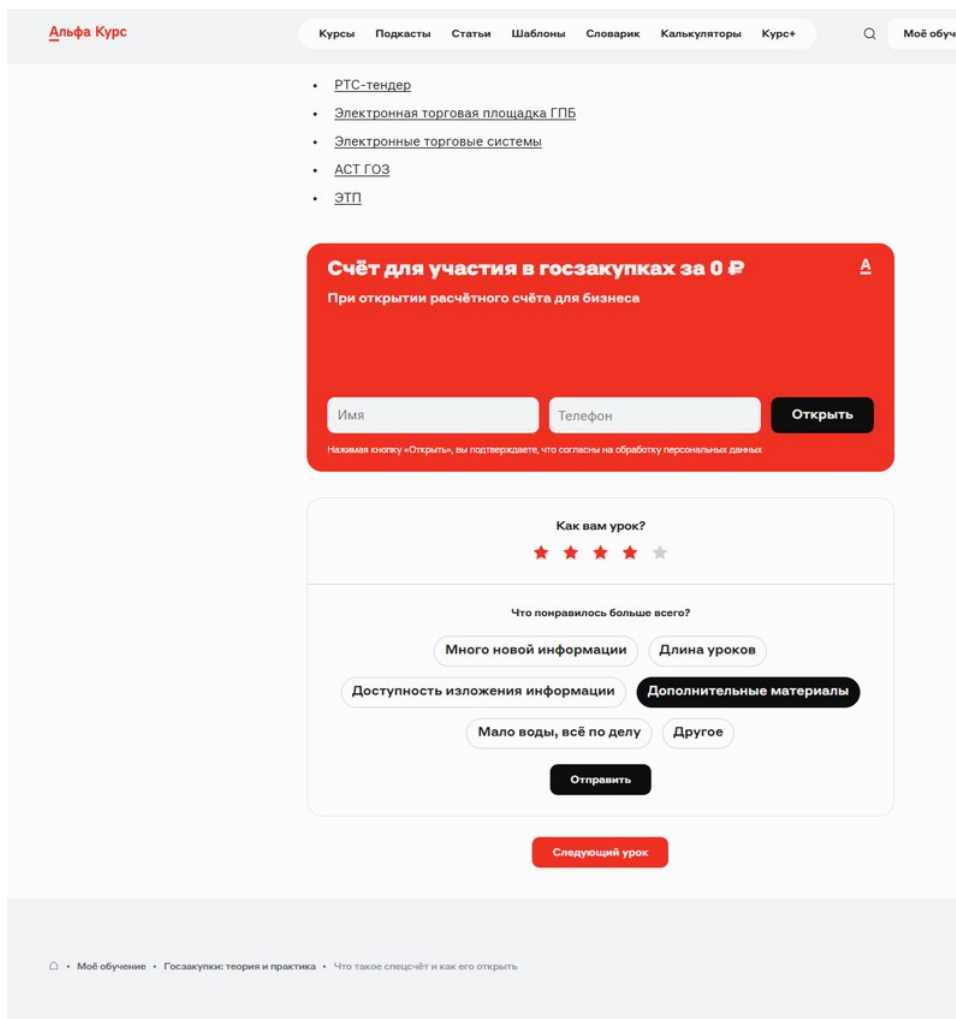 Альфа Курс
Курсы Подкасты Статьи Шаблоны Словарик Калькуляторы Курс+ Моё обуч
• РТС-тендер
• Электронная торговая площадка ГПБ
• Электронные торговые системы
• АСТ ГОЗ
• ЭТП
Счёт для участия в госзакупках за 0 ₽
А
При открытии расчётного счёта для бизнеса
Имя Телефон Открыть
Нажимая кнопку «Открыть», вы подтверждаете, что согласны на обработку персональных данных
Как вам урок?
Что понравилось больше всего?
Много новой информации Длина уроков
Доступность изложения информации Дополнительные материалы
Мало воды, всё по делу Другое
Отправить
Следующий урок
• Моё обучение • Госзакупки: теория и практика • Что такое спецсчёт и как его открыть